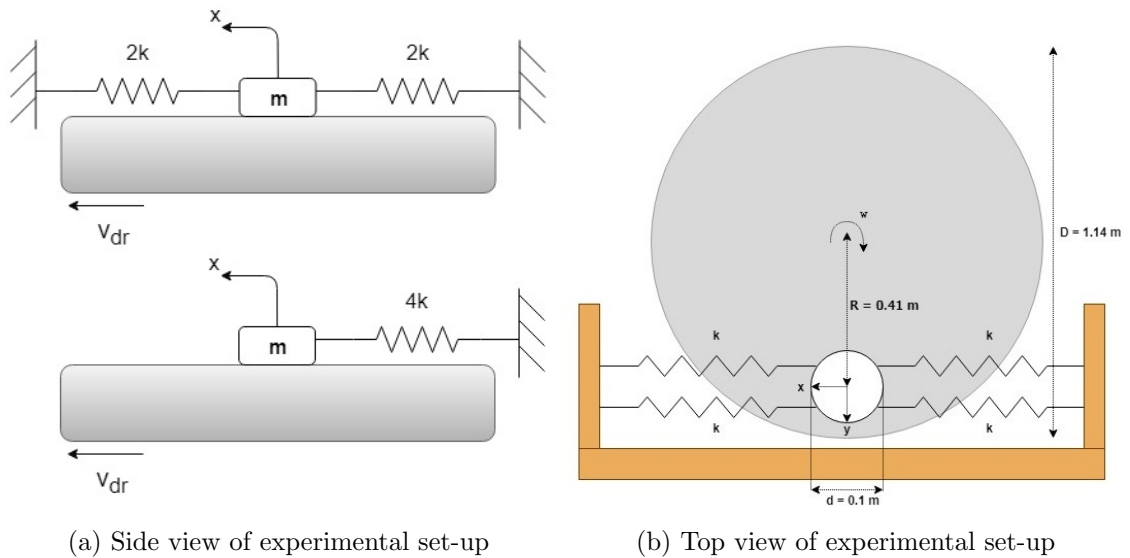 x
2k
2k
m
v_dr
x
4k
m
v_dr
(a) Side view of experimental set-up
w
D = 1.14 m
R = 0.41 m
k
k
x
k
y
k
d = 0.1 m
(b) Top view of experimental set-up